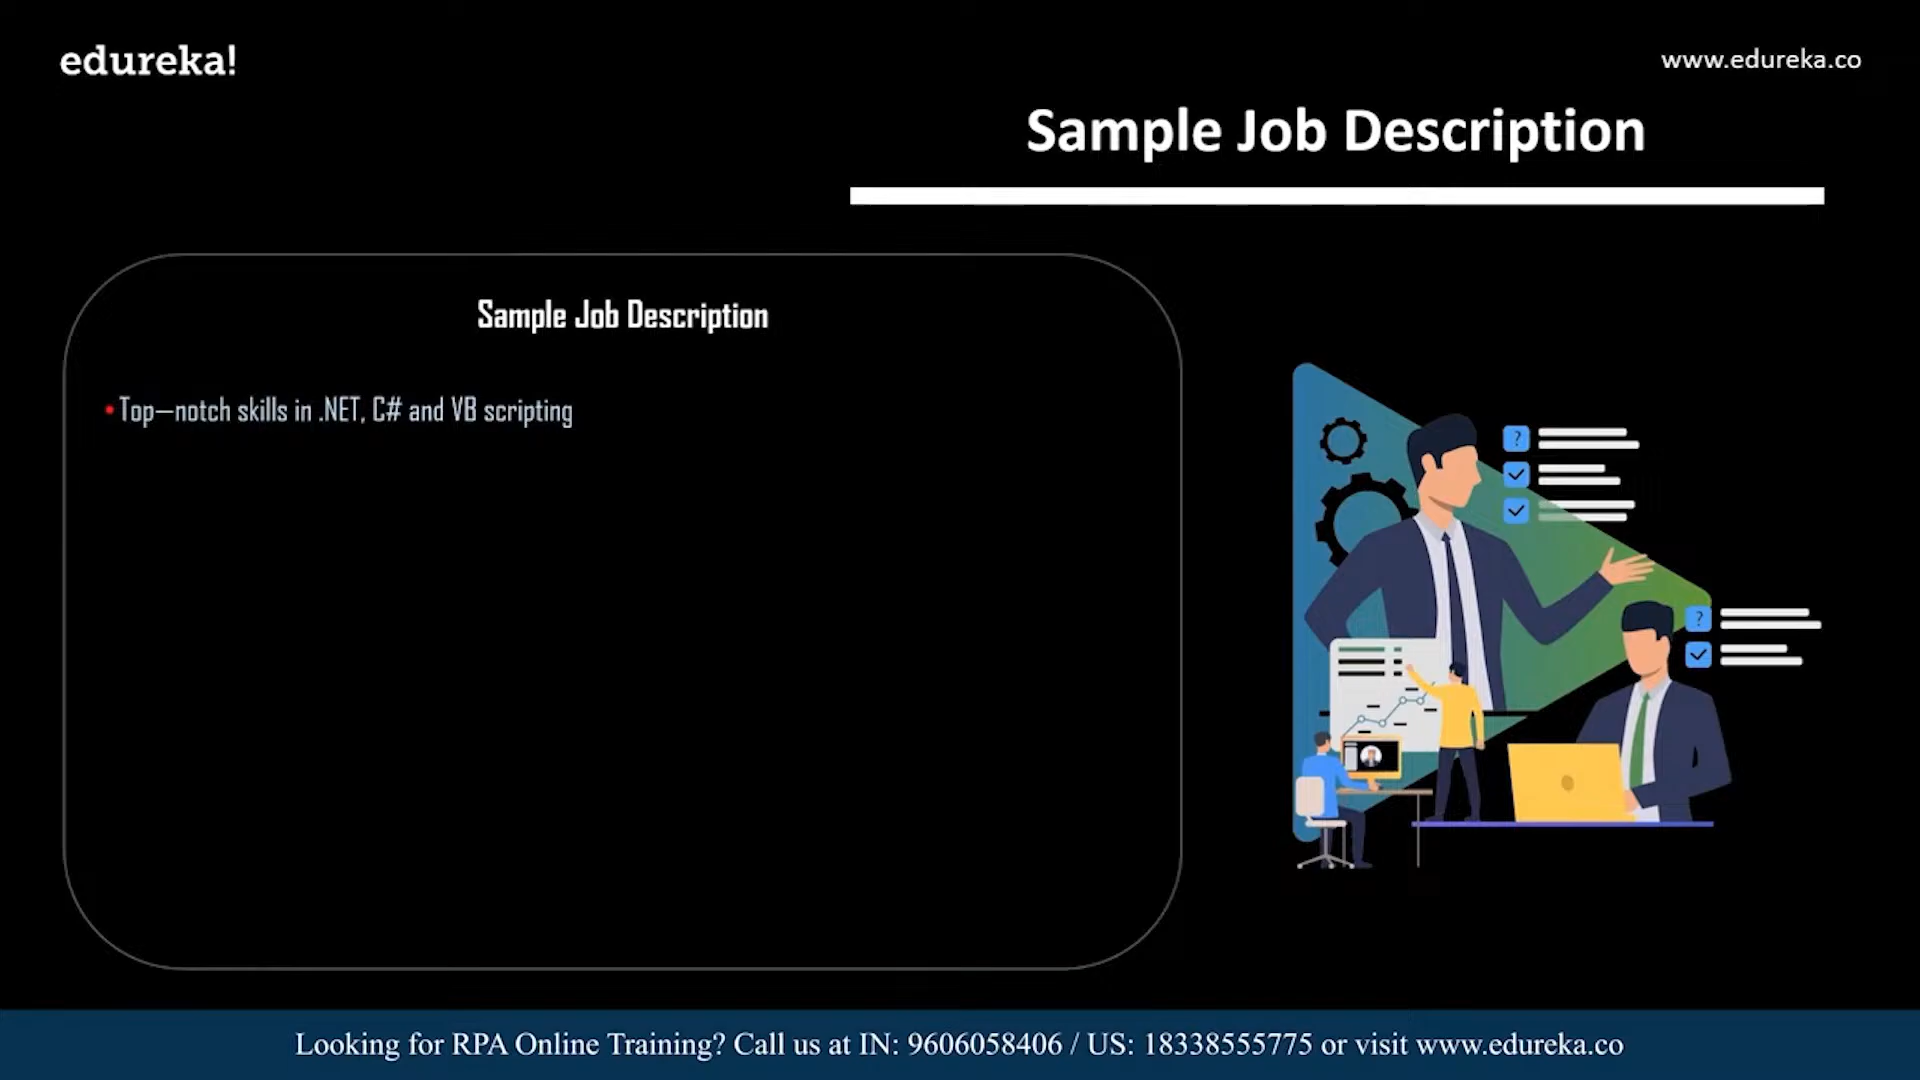 edureka!
www.edureka.co
Sample Job Description
Sample Job Description
• Top—notch skills in .NET, C# and VB scripting
?
?
Looking for RPA Online Training? Call us at IN: 9606058406 / US: 18338555775 or visit www.edureka.co